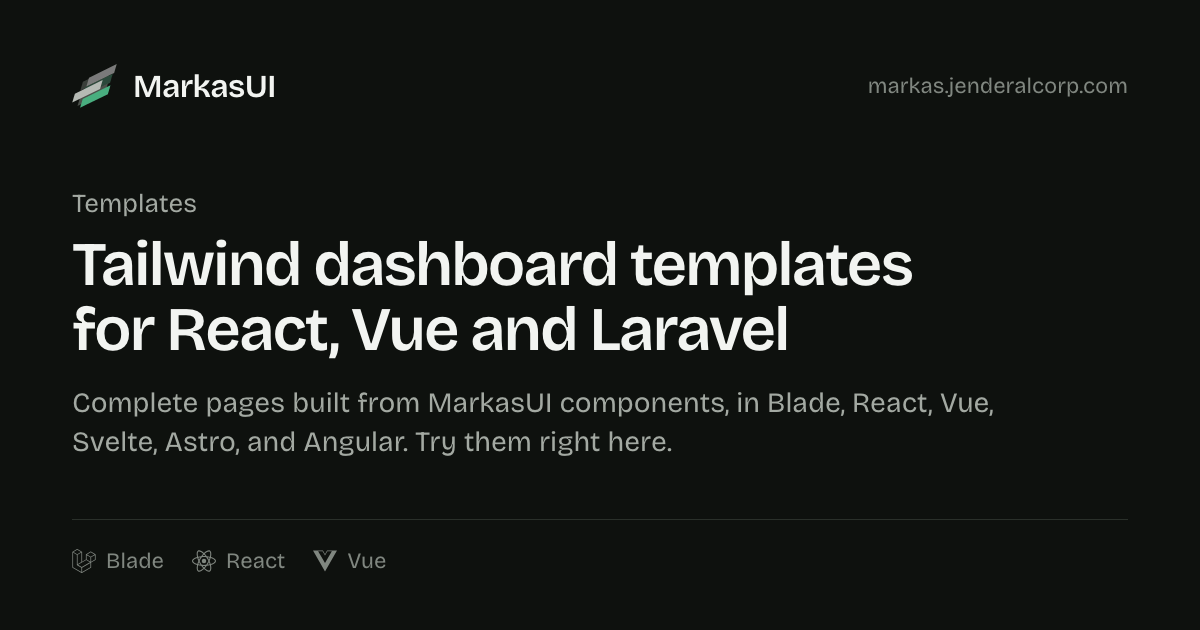 MarkasUI
markas.jenderalcorp.com
Templates
Tailwind dashboard templates
for React, Vue and Laravel
Complete pages built from MarkasUI components, in Blade, React, Vue,
Svelte, Astro, and Angular. Try them right here.
Blade
React
Vue